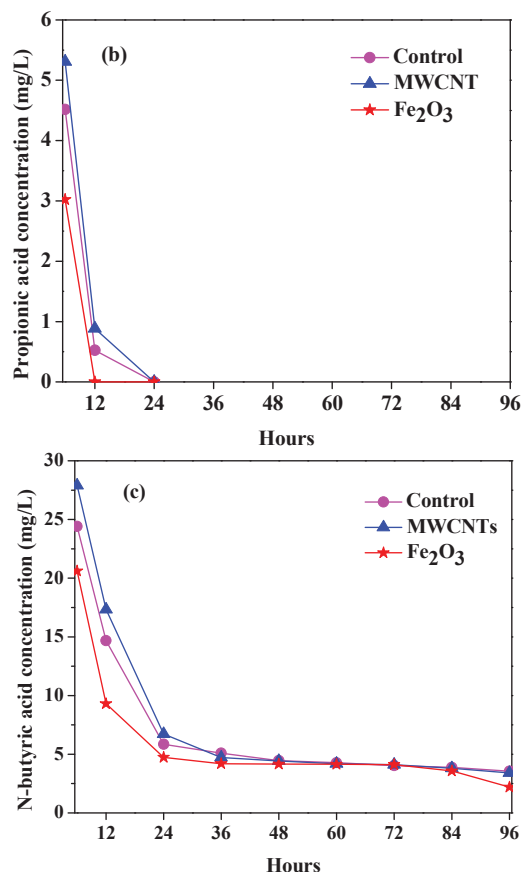 (b)
Control
MWCNT
Fe₂O₃
Propionic acid concentration (mg/L)
6
5
4
3
2
1
0
12 24 36 48 60 72 84 96
Hours
(c)
Control
MWCNTs
Fe₂O₃
N-butyric acid concentration (mg/L)
30
25
20
15
10
5
0
12 24 36 48 60 72 84 96
Hours